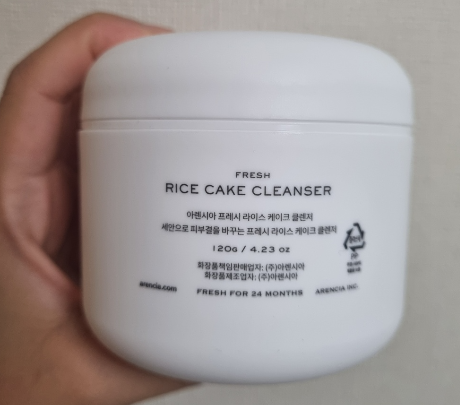 FRESH
RICE CAKE CLEANSER
아렌시아 프레시 라이스 케이크 클렌저
세안으로 피부결을 바꾸는 프레시 라이스 케이크 클렌저
120G / 4.23 OZ
화장품책임판매업자: (주)아렌시아
화장품제조업자: (주)아렌시아
arencia.com FRESH FOR 24 MONTHS ARENCIA INC.